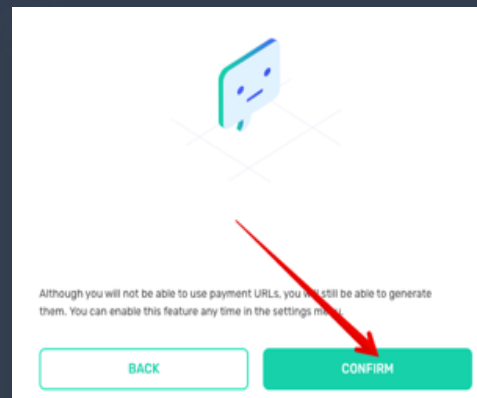 Although you will not be able to use payment URLs, you will still be able to generate
them. You can enable this feature any time in the settings menu.
BACK
CONFIRM